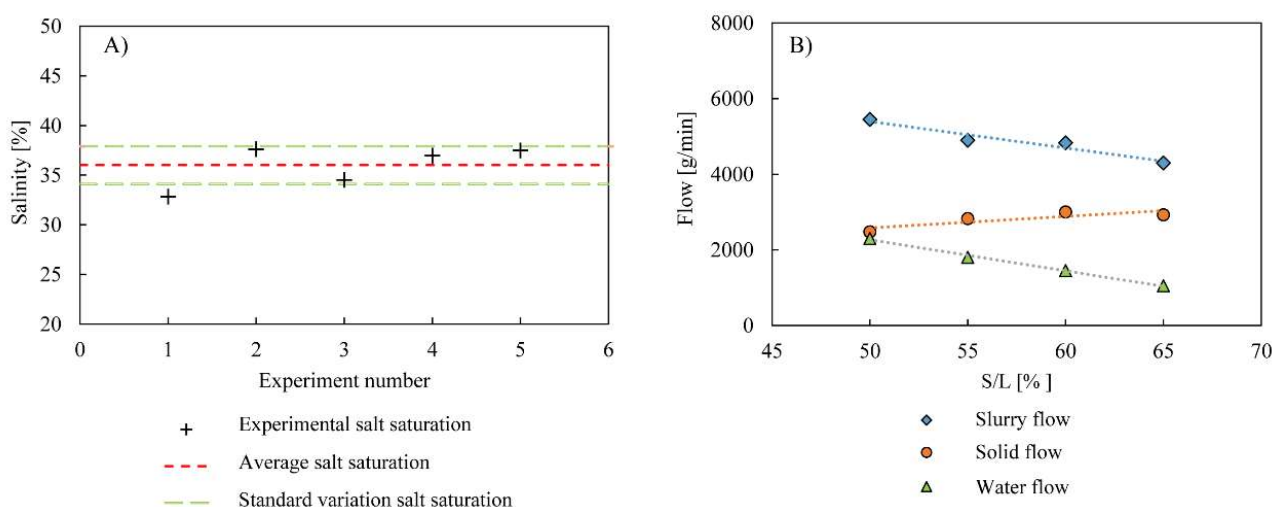 A)
Salinity [%]
50
45
40
35
30
25
20
0 1 2 3 4 5 6
Experiment number
Experimental salt saturation
Average salt saturation
Standard variation salt saturation
B)
Flow [g/min]
8000
6000
4000
2000
0
45 50 55 60 65 70
S/L [% ]
Slurry flow
Solid flow
Water flow